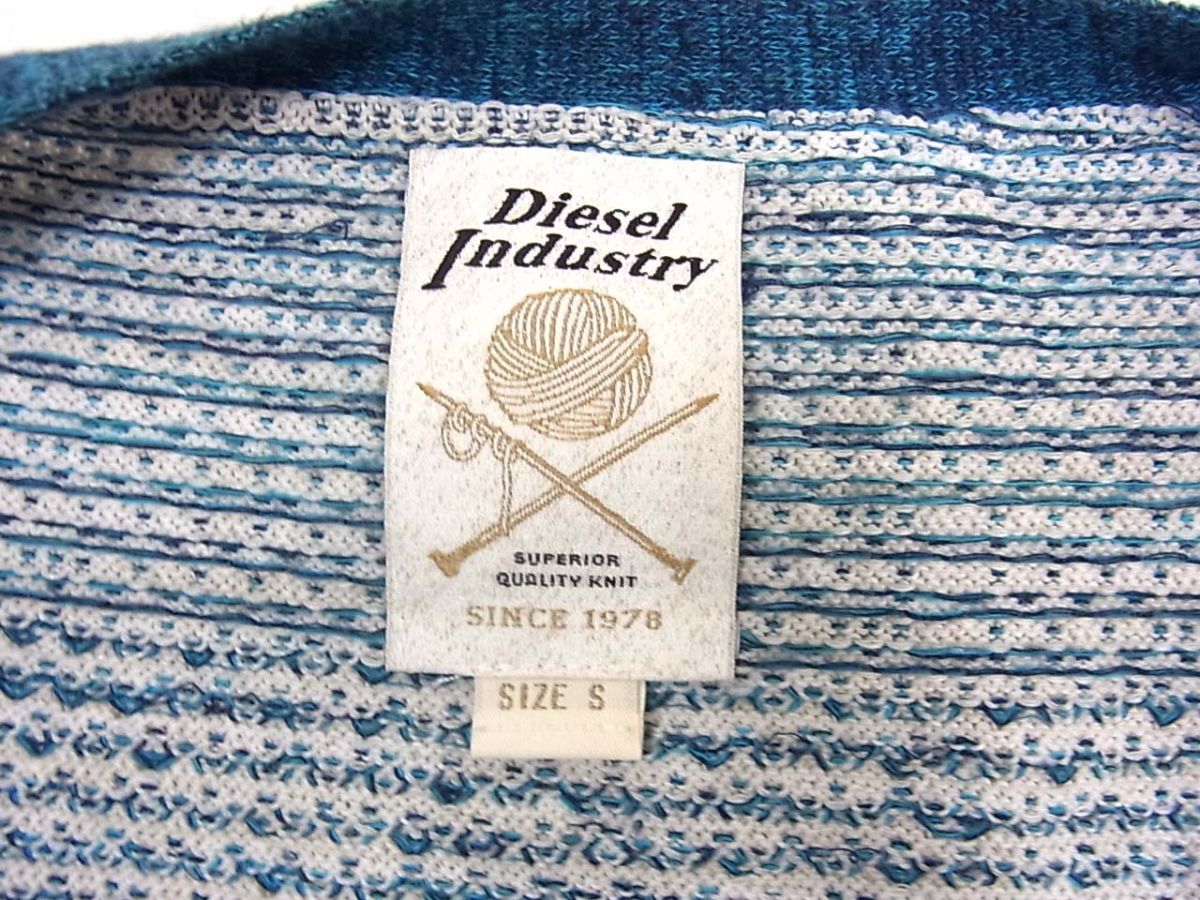 Diesel
Industry
SUPERIOR
QUALITY KNIT
SINCE 1978
SIZE S